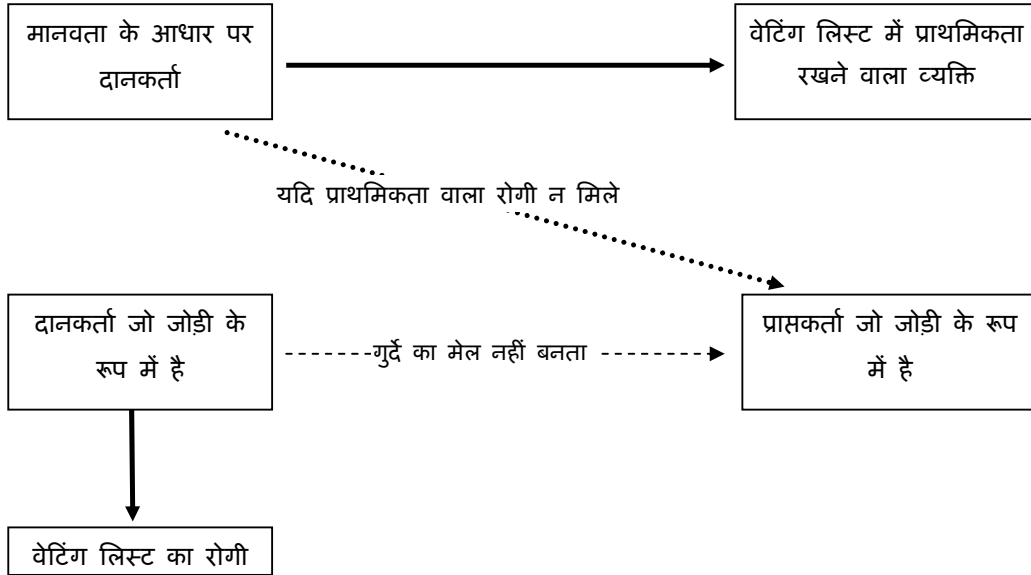 मानवता के आधार पर
दानकर्ता
वेटिंग लिस्ट में प्राथमिकता
रखने वाला व्यक्ति
यदि प्राथमिकता वाला रोगी न मिले
दानकर्ता जो जोड़ी के
रूप में है
गुर्दे का मेल नहीं बनता
प्राप्तकर्ता जो जोड़ी के रूप
में है
वेटिंग लिस्ट का रोगी